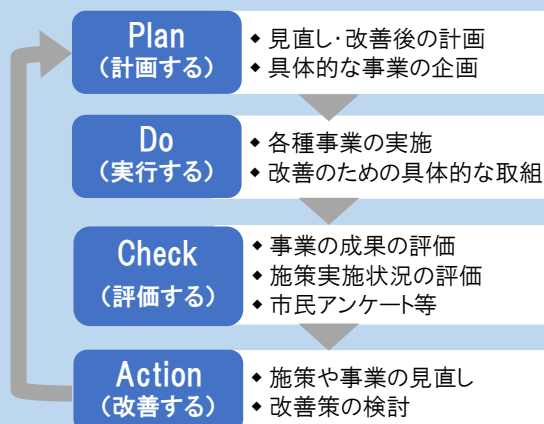 Plan
（計画する）
◆ 見直し・改善後の計画
◆ 具体的な事業の企画
Do
（実行する）
◆ 各種事業の実施
◆ 改善のための具体的な取組
Check
（評価する）
◆ 事業の成果の評価
◆ 施策実施状況の評価
◆ 市民アンケート等
Action
（改善する）
◆ 施策や事業の見直し
◆ 改善策の検討